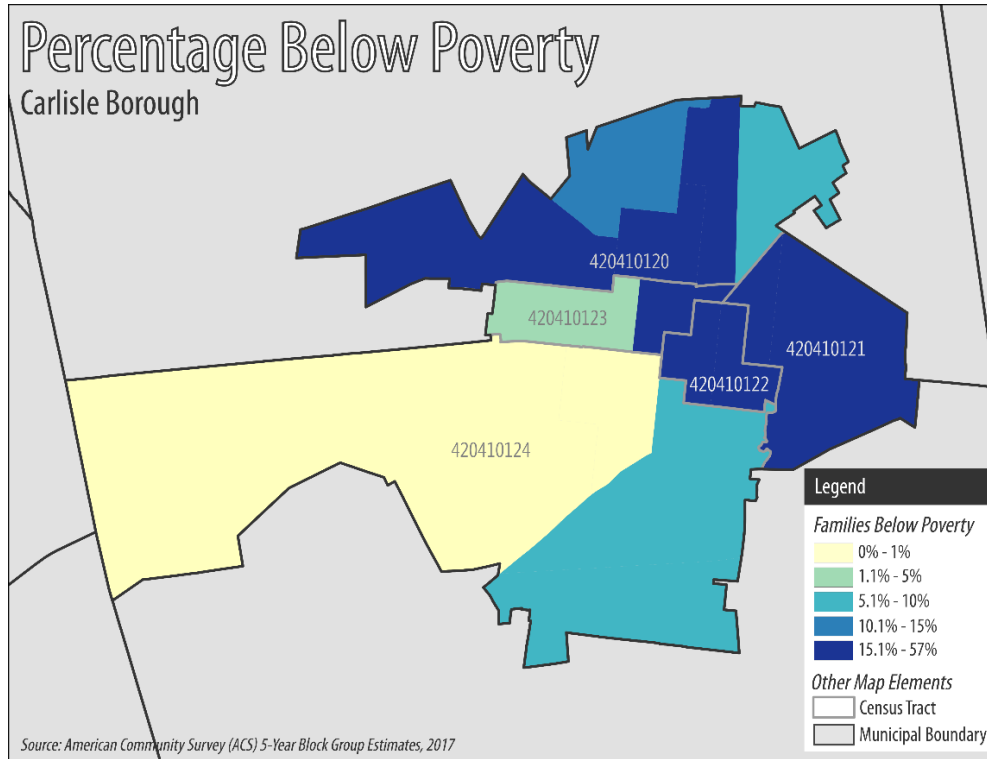 Percentage Below Poverty
Carlisle Borough
420410120
420410123
420410121
420410122
420410124
Legend
Families Below Poverty
0% - 1%
1.1% - 5%
5.1% - 10%
10.1% - 15%
15.1% - 57%
Other Map Elements
Census Tract
Municipal Boundary
Source: American Community Survey (ACS) 5-Year Block Group Estimates, 2017